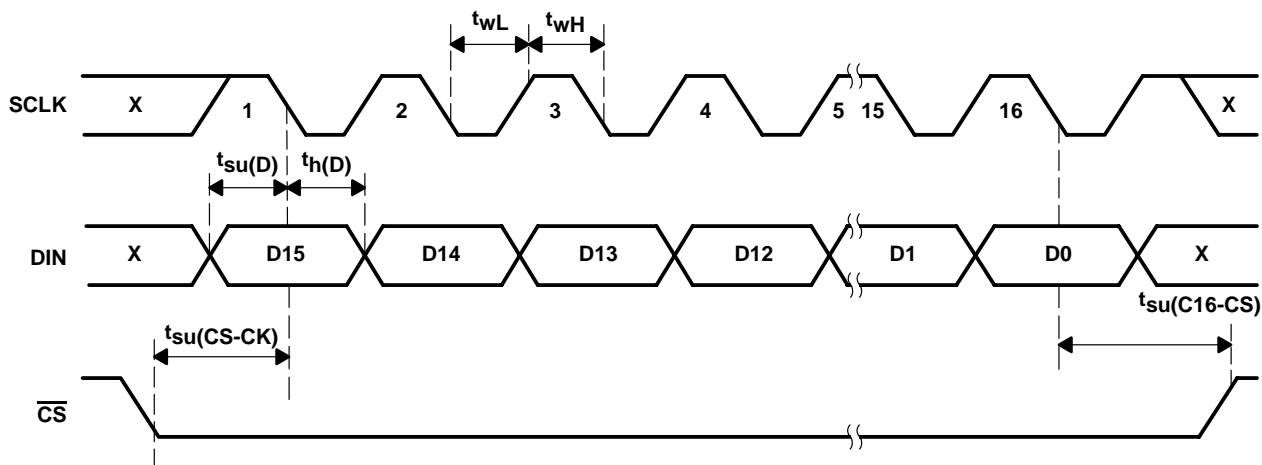 twL twH
SCLK X 1 2 3 4 5 15 16 X
tsu(D) th(D)
DIN X D15 D14 D13 D12 D1 D0 X
tsu(CS-CK) tsu(C16-CS)
CS